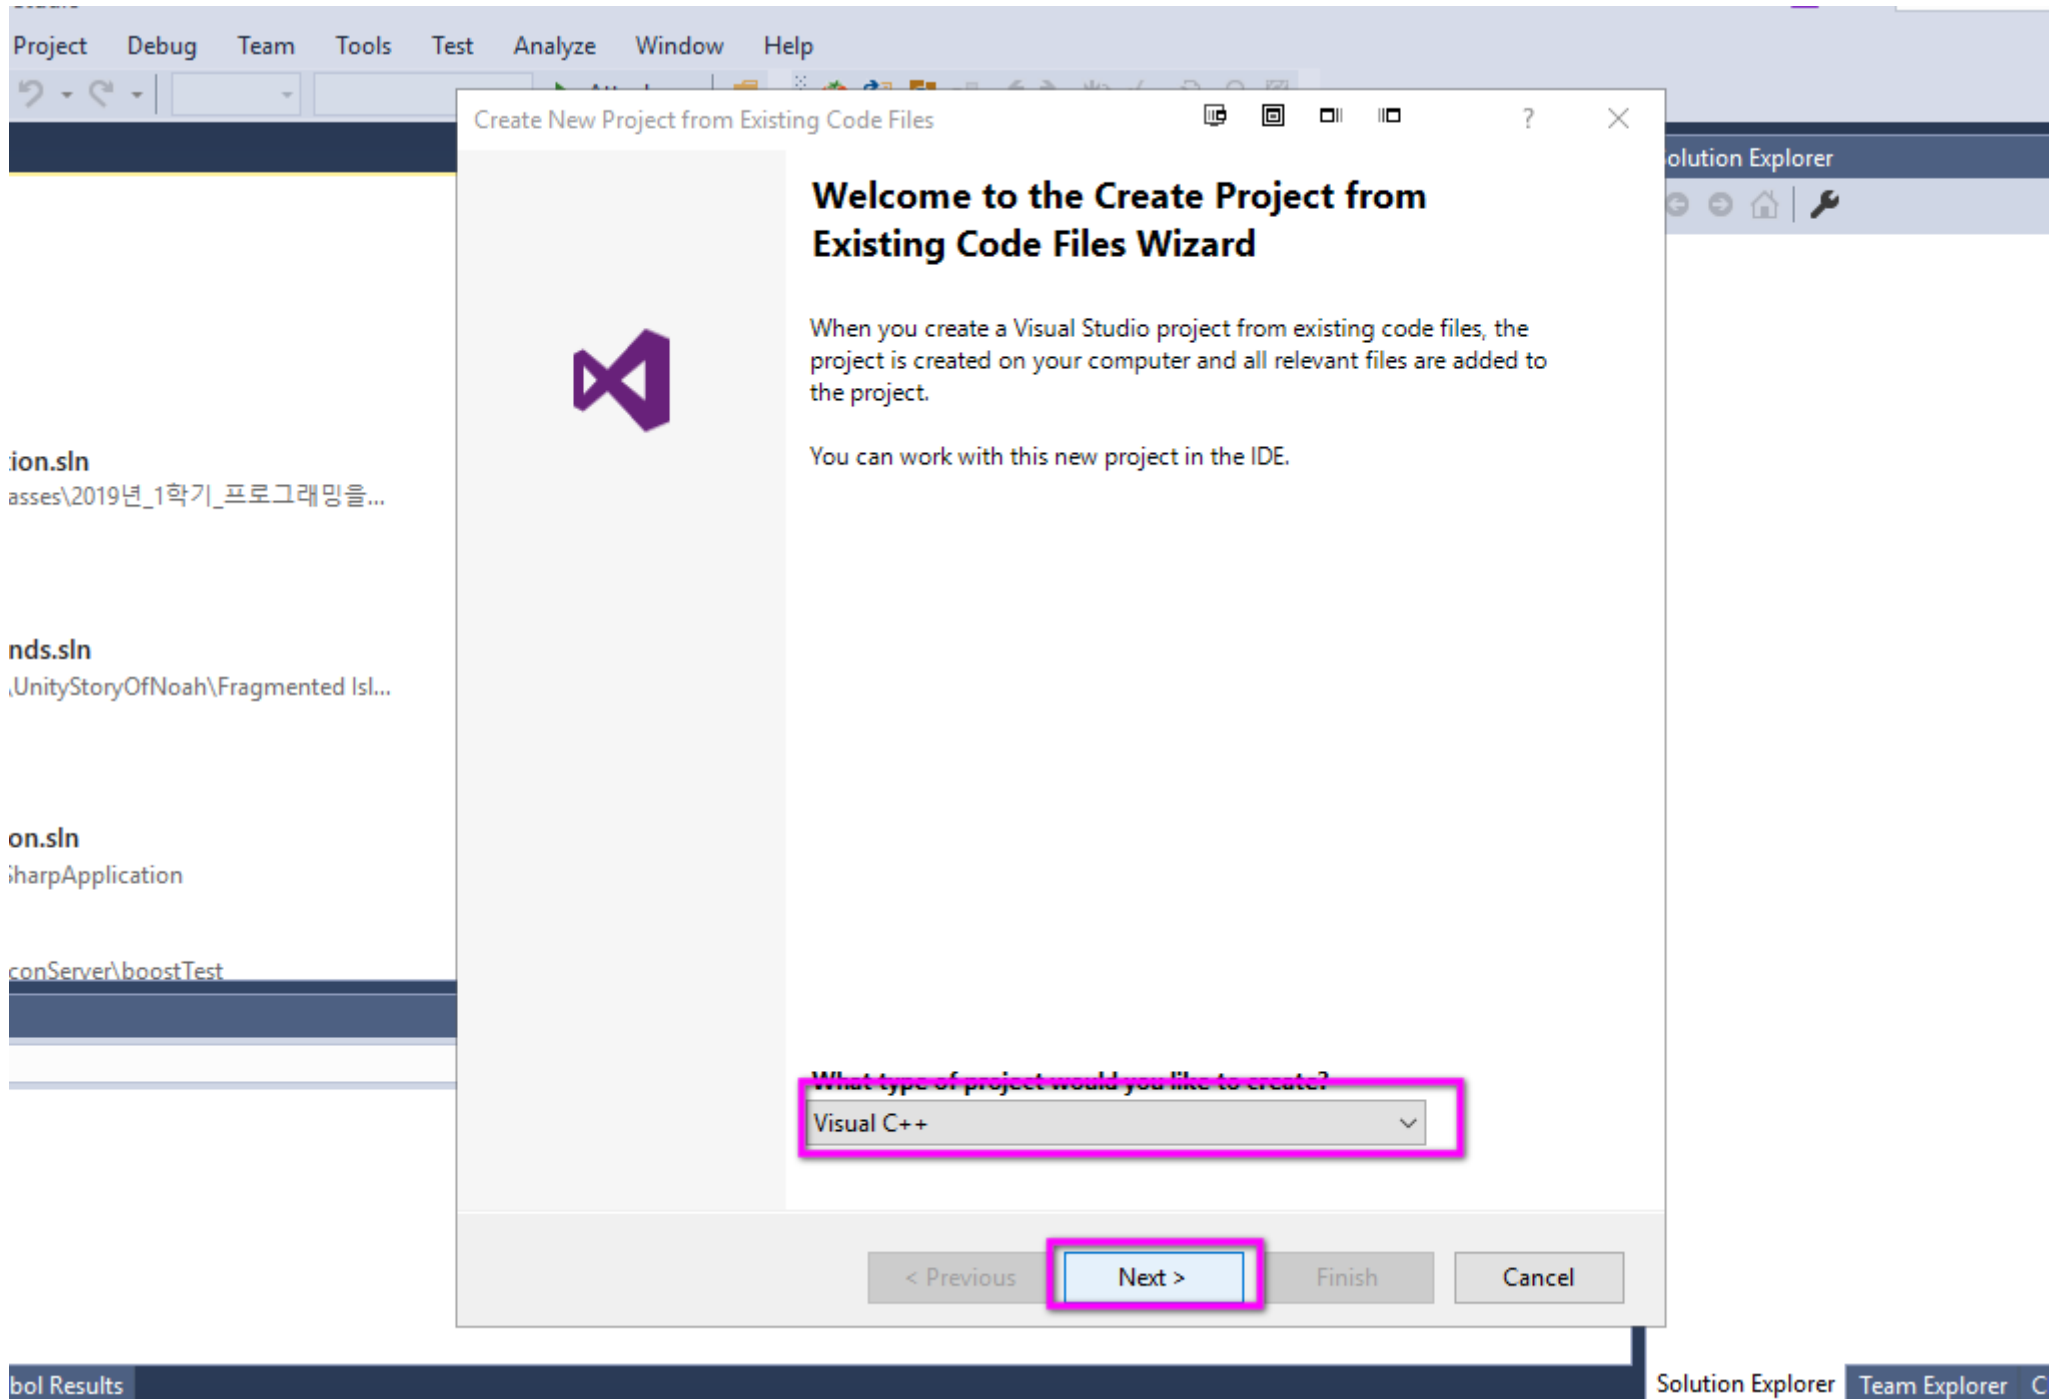 Project Debug Team Tools Test Analyze Window Help
Create New Project from Existing Code Files ?
Solution Explorer
Welcome to the Create Project from
Existing Code Files Wizard
When you create a Visual Studio project from existing code files, the
project is created on your computer and all relevant files are added to
the project.
You can work with this new project in the IDE.
tion.sln
asses\2019년_1학기_프로그래밍을...
nds.sln
\UnityStoryOfNoah\Fragmented Isl...
on.sln
SharpApplication
conServer\boostTest
What type of project would you like to create?
Visual C++
< Previous Next > Finish Cancel
bol Results
Solution Explorer Team Explorer C